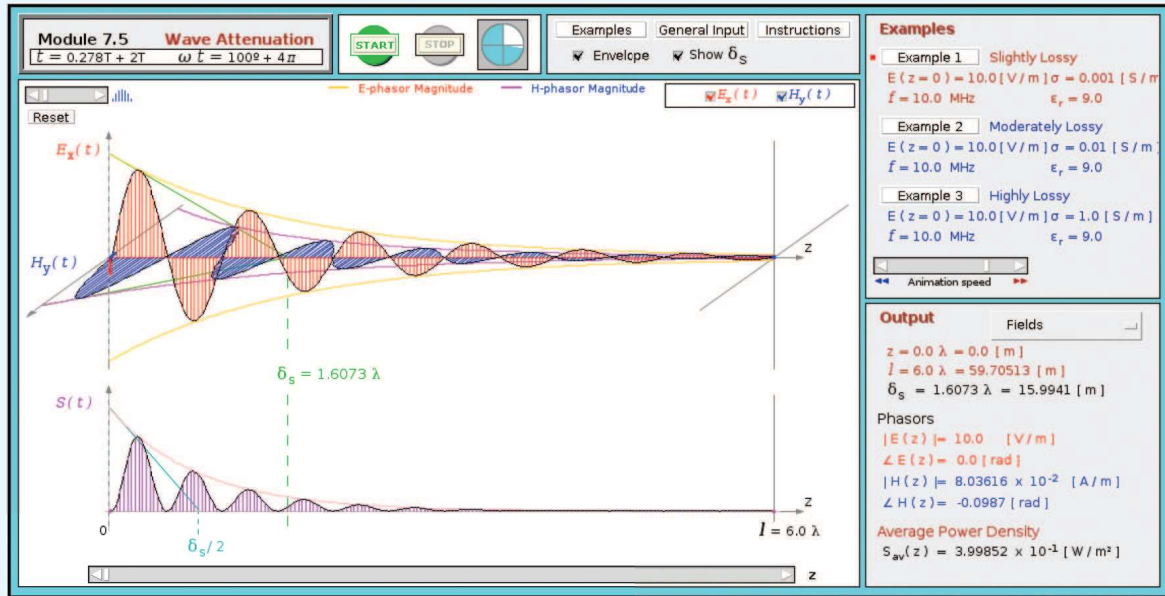 Module 7.5 Wave Attenuation
t = 0.278T + 2T ω t = 100º + 4π
START
STOP
Examples General Input Instructions
Envelope Show δs
E-phasor Magnitude H-phasor Magnitude Ex(t) Hy(t)
Reset
Ex(t)
Hy(t)
z
δs = 1.6073 λ
S(t)
z
0
δs/2
l = 6.0 λ
z
Examples
Example 1 Slightly Lossy
E ( z = 0 ) = 10.0 [ V / m ] σ = 0.001 [ S / m
f = 10.0 MHz εr = 9.0
Example 2 Moderately Lossy
E ( z = 0 ) = 10.0 [ V / m ] σ = 0.01 [ S / m ]
f = 10.0 MHz εr = 9.0
Example 3 Highly Lossy
E ( z = 0 ) = 10.0 [ V / m ] σ = 1.0 [ S / m ]
f = 10.0 MHz εr = 9.0
Animation speed
Output Fields
z = 0.0 λ = 0.0 [ m ]
l = 6.0 λ = 59.70513 [ m ]
δs = 1.6073 λ = 15.9941 [ m ]
Phasors
| E ( z ) |= 10.0 [ V / m ]
∠ E ( z ) = 0.0 [ rad ]
| H ( z ) |= 8.03616 x 10⁻² [ A / m ]
∠ H ( z ) = -0.0987 [ rad ]
Average Power Density
Sav( z ) = 3.99852 x 10⁻¹ [ W / m² ]